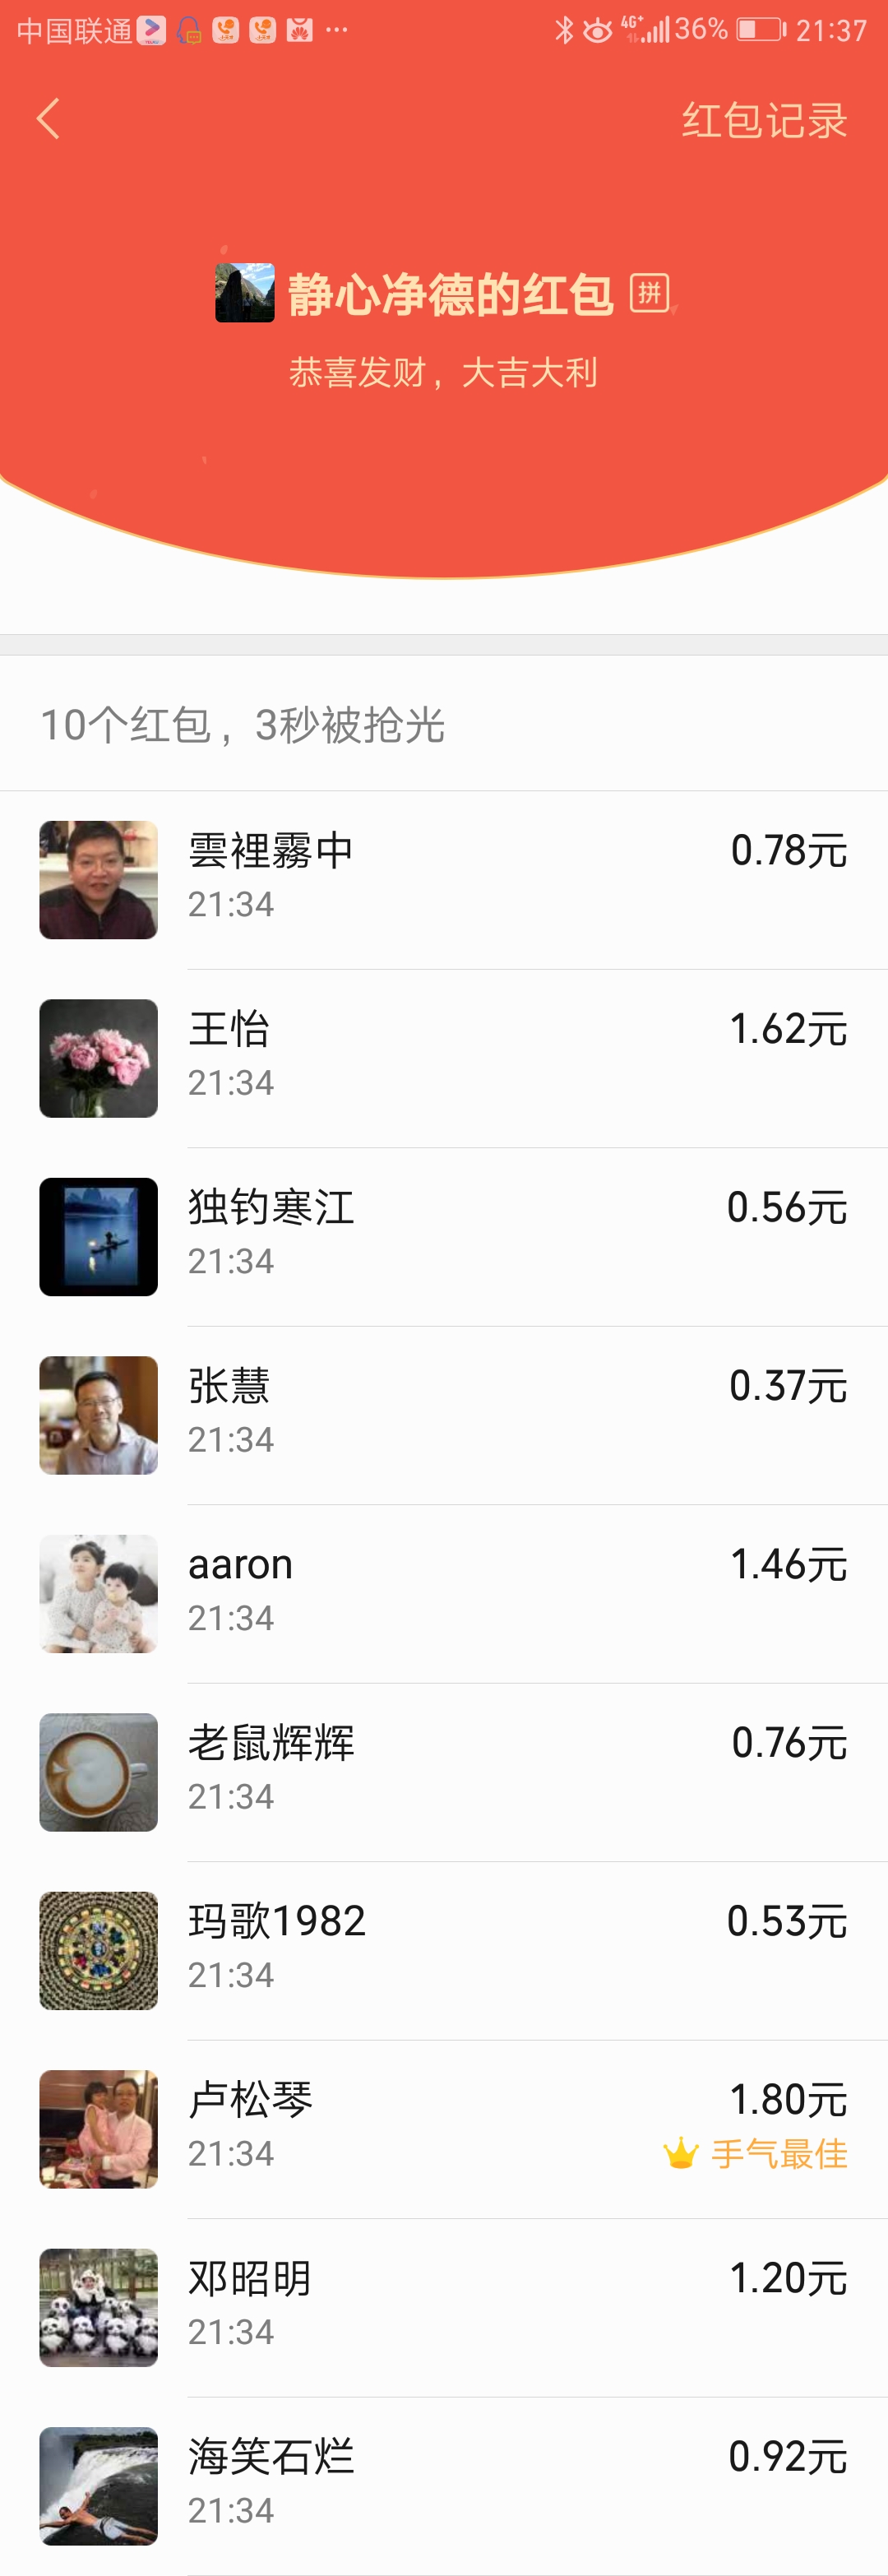 中国联通 4G+ 36% 21:37
红包记录
静心净德的红包 拼
恭喜发财，大吉大利
10个红包，3秒被抢光
雲裡霧中 0.78元
21:34
王怡 1.62元
21:34
独钓寒江 0.56元
21:34
张慧 0.37元
21:34
aaron 1.46元
21:34
老鼠辉辉 0.76元
21:34
玛歌1982 0.53元
21:34
卢松琴 1.80元
21:34 手气最佳
邓昭明 1.20元
21:34
海笑石烂 0.92元
21:34